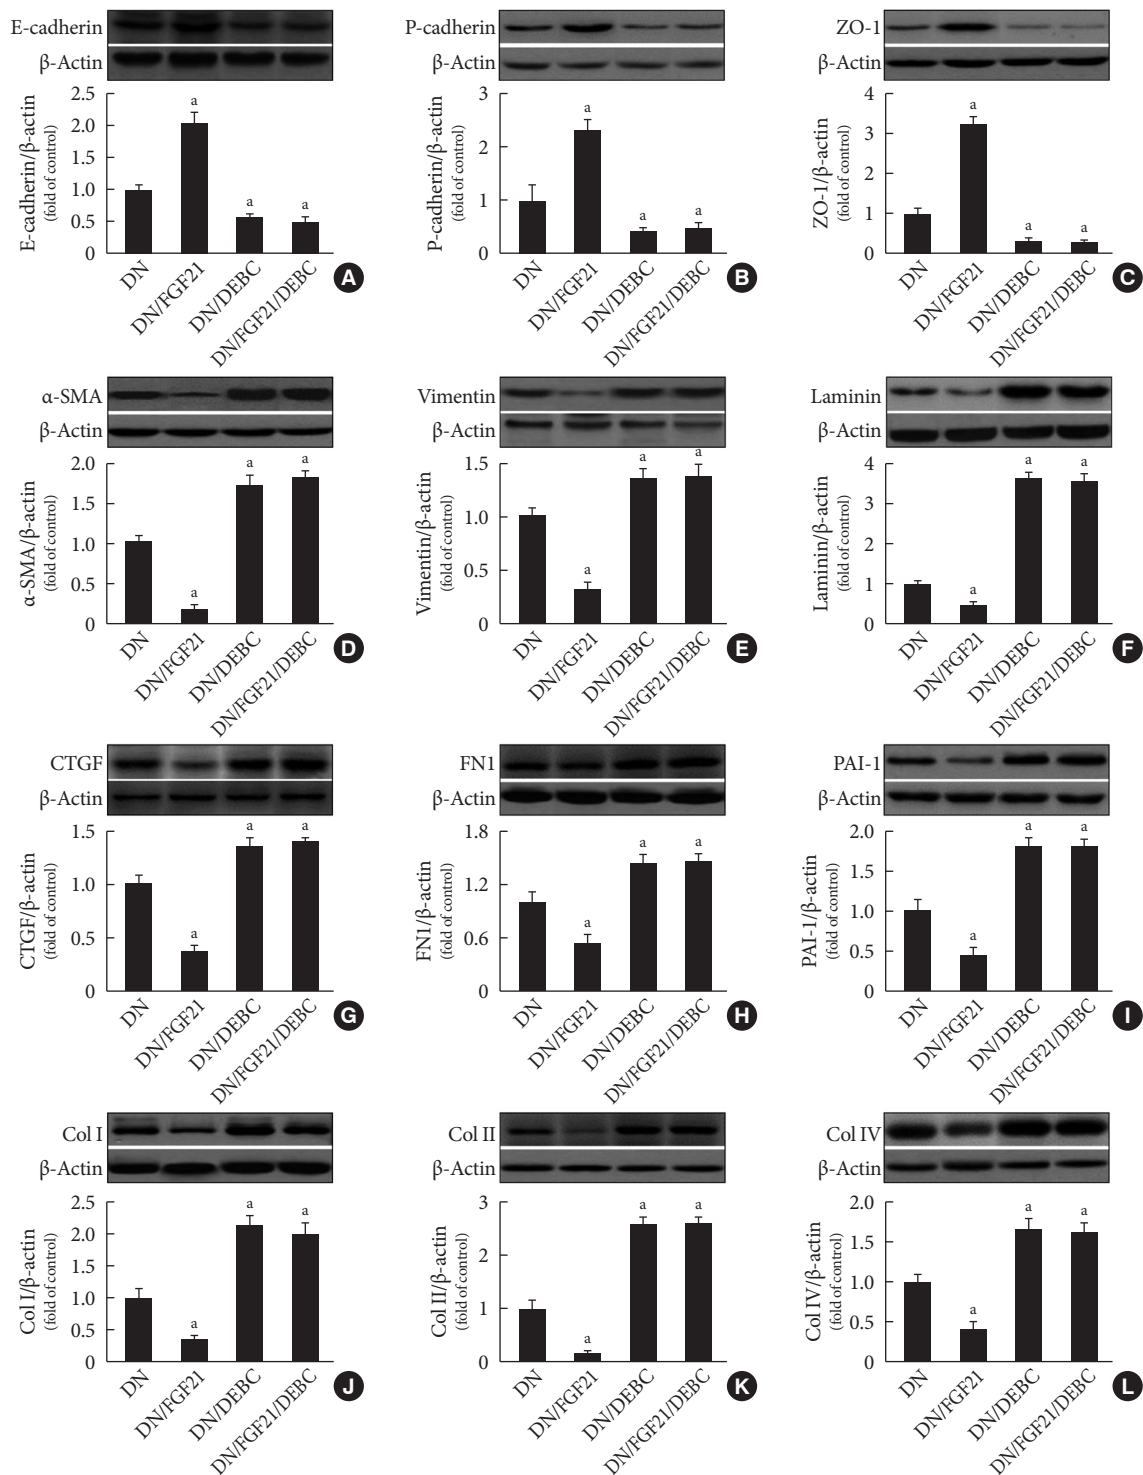 E-cadherin
β-Actin
E-cadherin/β-actin
(fold of control)
2.5
2.0
1.5
1.0
0.5
0
a
a
a
DN
DN/FGF21
DN/DEBC
DN/FGF21/DEBC
A
P-cadherin
β-Actin
P-cadherin/β-actin
(fold of control)
3
2
1
0
a
a
a
DN
DN/FGF21
DN/DEBC
DN/FGF21/DEBC
B
ZO-1
β-Actin
ZO-1/β-actin
(fold of control)
4
3
2
1
0
a
a
a
DN
DN/FGF21
DN/DEBC
DN/FGF21/DEBC
C
α-SMA
β-Actin
α-SMA/β-actin
(fold of control)
2.0
1.5
1.0
0.5
0
a
a
a
DN
DN/FGF21
DN/DEBC
DN/FGF21/DEBC
D
Vimentin
β-Actin
Vimentin/β-actin
(fold of control)
1.5
1.0
0.5
0
a
a
a
DN
DN/FGF21
DN/DEBC
DN/FGF21/DEBC
E
Laminin
β-Actin
Laminin/β-actin
(fold of control)
4
3
2
1
0
a
a
a
DN
DN/FGF21
DN/DEBC
DN/FGF21/DEBC
F
CTGF
β-Actin
CTGF/β-actin
(fold of control)
1.5
1.0
0.5
0
a
a
a
DN
DN/FGF21
DN/DEBC
DN/FGF21/DEBC
G
FN1
β-Actin
FN1/β-actin
(fold of control)
1.8
1.2
0.6
0
a
a
a
DN
DN/FGF21
DN/DEBC
DN/FGF21/DEBC
H
PAI-1
β-Actin
PAI-1/β-actin
(fold of control)
2.0
1.5
1.0
0.5
0
a
a
a
DN
DN/FGF21
DN/DEBC
DN/FGF21/DEBC
I
Col I
β-Actin
Col I/β-actin
(fold of control)
2.5
2.0
1.5
1.0
0.5
0
a
a
a
DN
DN/FGF21
DN/DEBC
DN/FGF21/DEBC
J
Col II
β-Actin
Col II/β-actin
(fold of control)
3
2
1
0
a
a
a
DN
DN/FGF21
DN/DEBC
DN/FGF21/DEBC
K
Col IV
β-Actin
Col IV/β-actin
(fold of control)
2.0
1.5
1.0
0.5
0
a
a
a
DN
DN/FGF21
DN/DEBC
DN/FGF21/DEBC
L